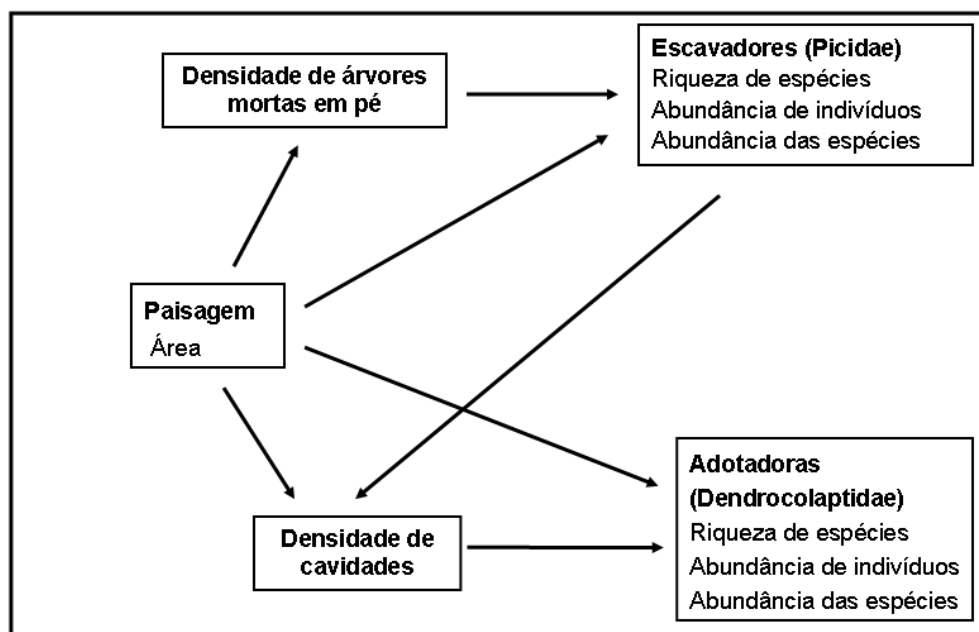 Densidade de árvores
mortas em pé
Escavadores (Picidae)
Riqueza de espécies
Abundância de indivíduos
Abundância das espécies
Paisagem
Área
Densidade de
cavidades
Adotadoras
(Dendrocolaptidae)
Riqueza de espécies
Abundância de indivíduos
Abundância das espécies